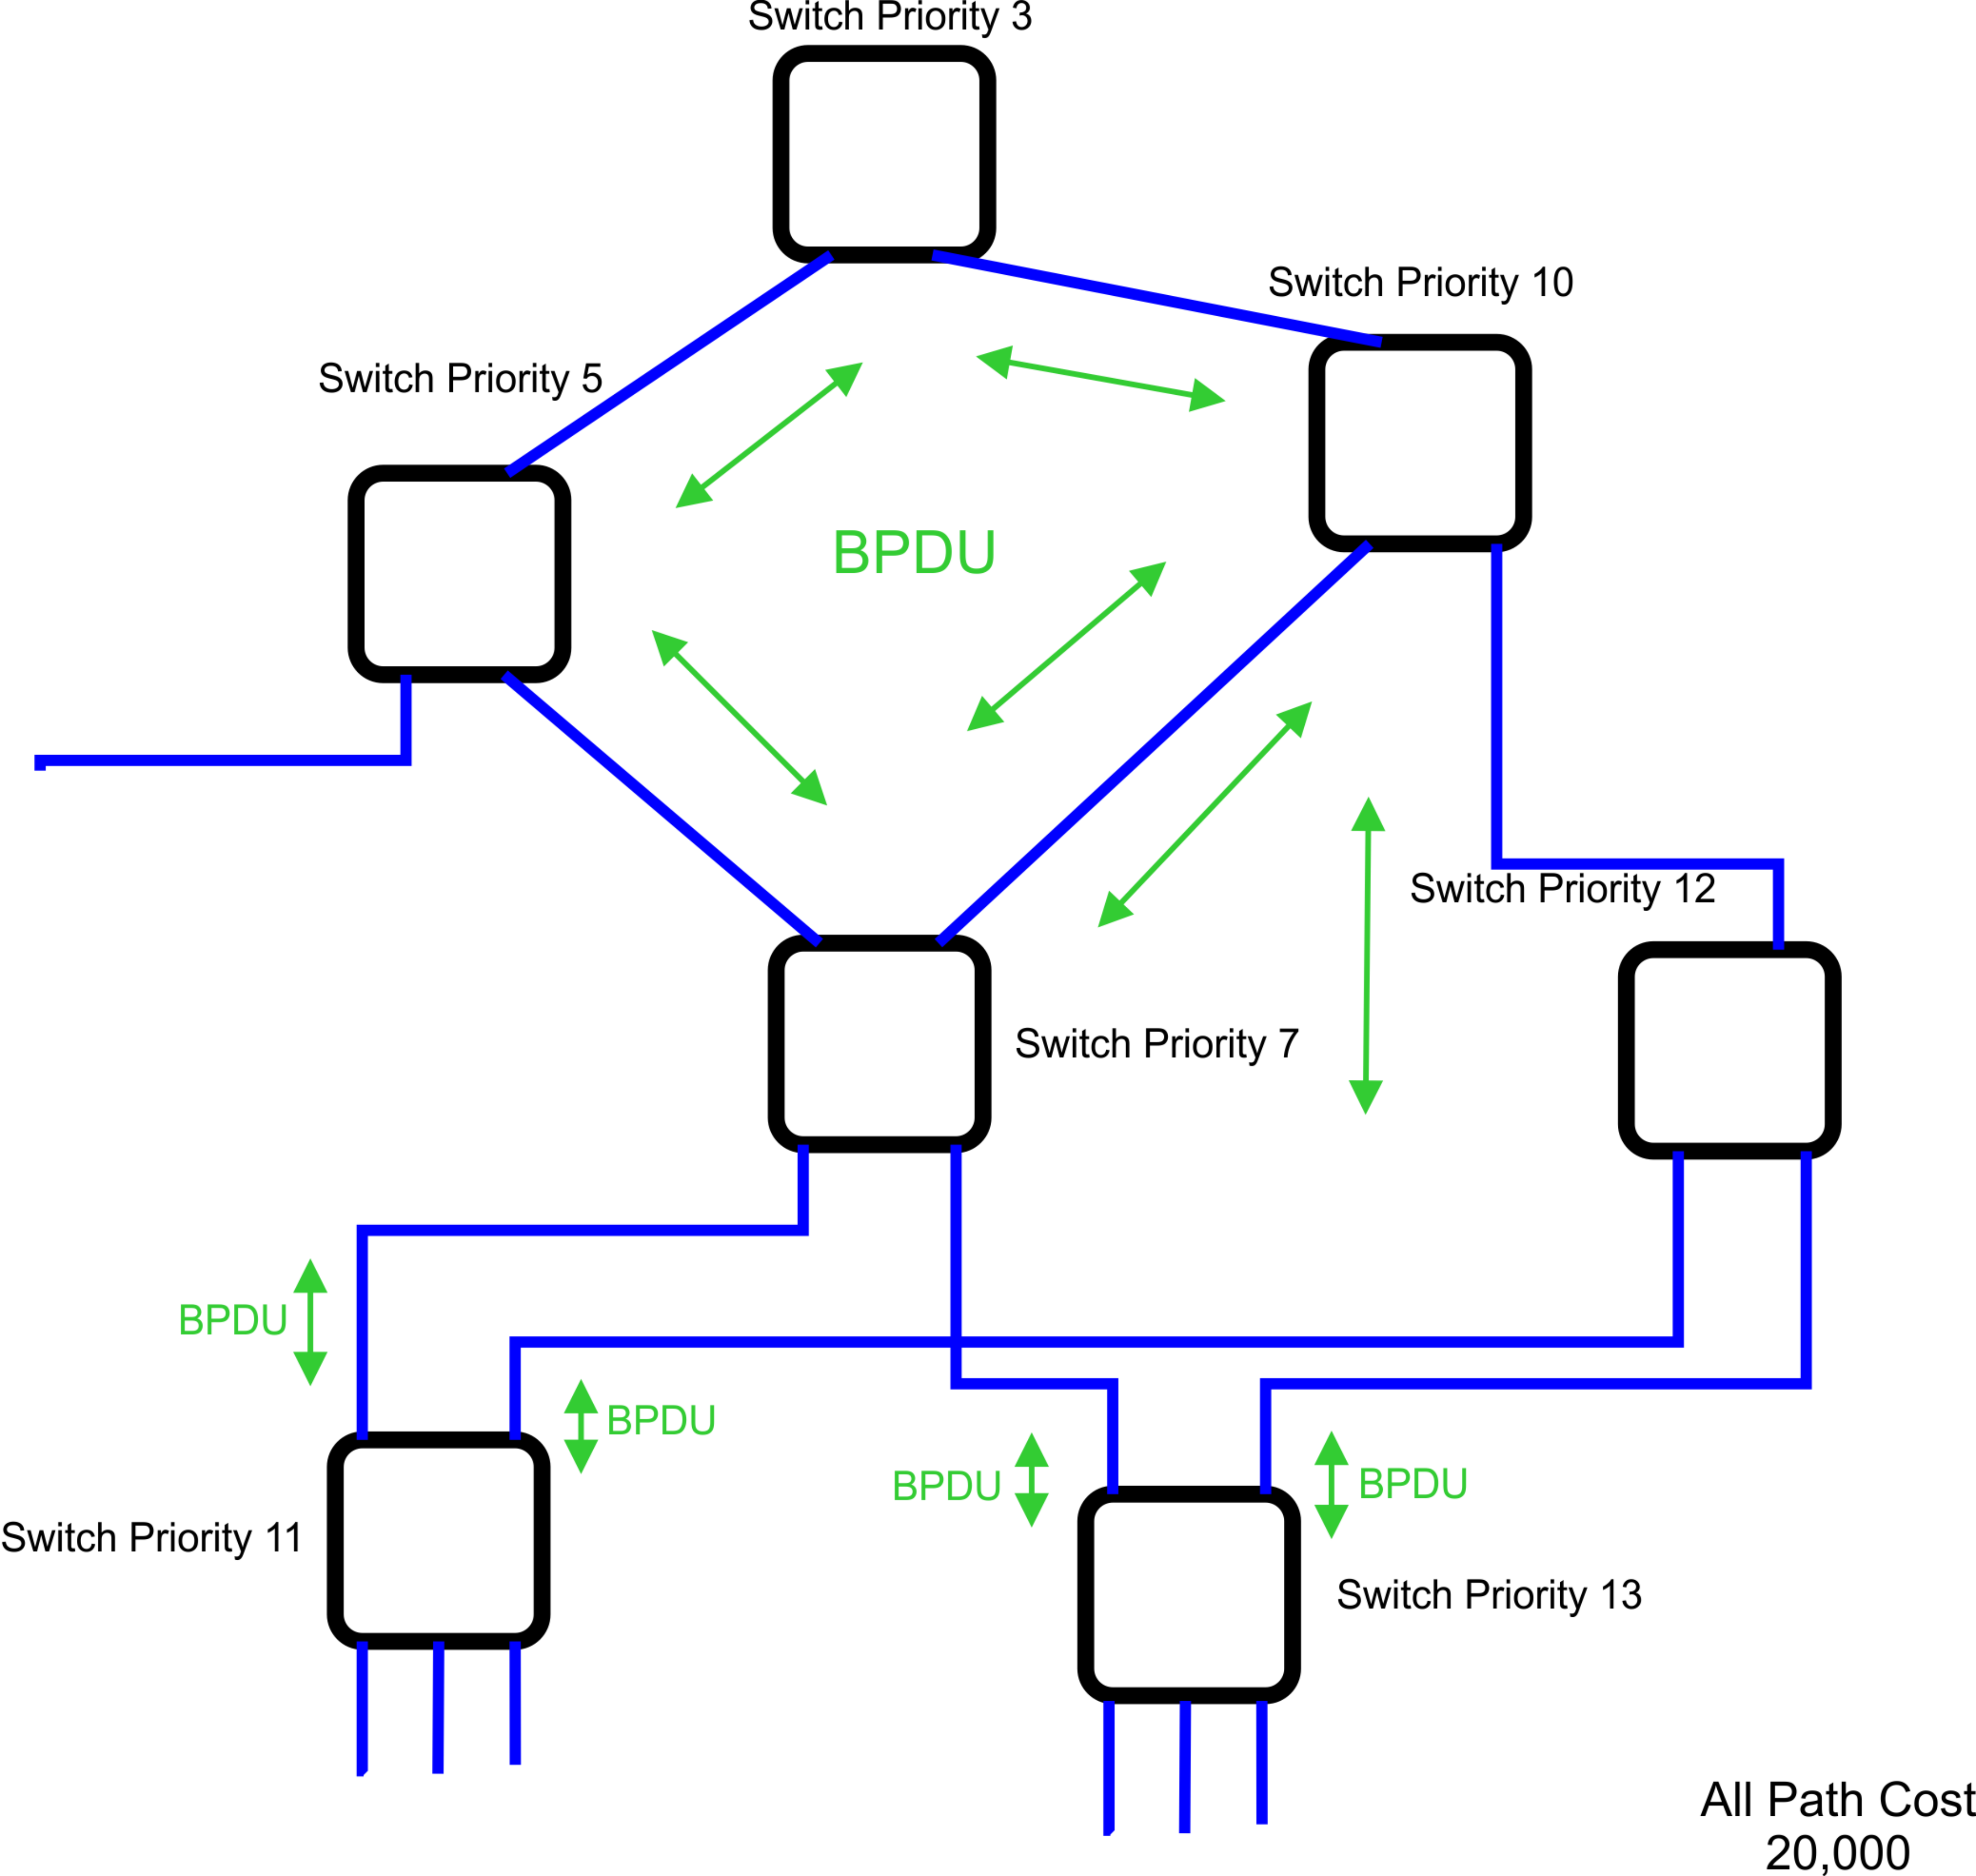 Switch Priority 3
Switch Priority 10
Switch Priority 5
BPDU
Switch Priority 12
Switch Priority 7
BPDU
BPDU
BPDU
BPDU
Switch Priority 11
Switch Priority 13
All Path Cost
20,000